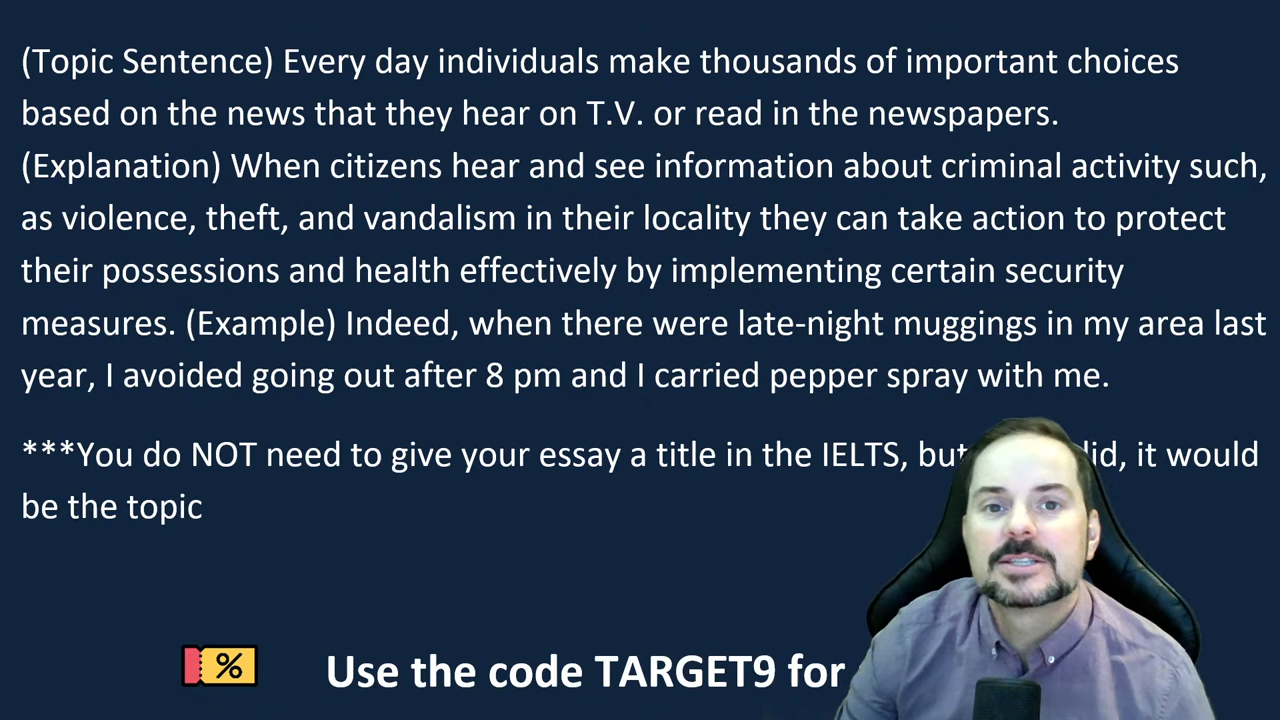 (Topic Sentence) Every day individuals make thousands of important choices
based on the news that they hear on T.V. or read in the newspapers.
(Explanation) When citizens hear and see information about criminal activity such,
as violence, theft, and vandalism in their locality they can take action to protect
their possessions and health effectively by implementing certain security
measures. (Example) Indeed, when there were late-night muggings in my area last
year, I avoided going out after 8 pm and I carried pepper spray with me.
***You do NOT need to give your essay a title in the IELTS, but it would
be the topic
% Use the code TARGET9 for